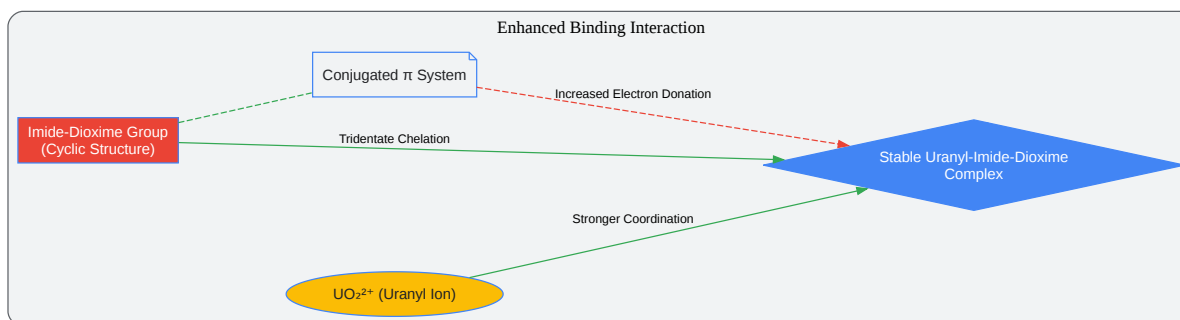 Enhanced Binding Interaction
Conjugated π System
Increased Electron Donation
Imide-Dioxime Group
(Cyclic Structure)
Tridentate Chelation
Stable Uranyl-Imide-Dioxime
Complex
Stronger Coordination
UO₂²⁺ (Uranyl Ion)